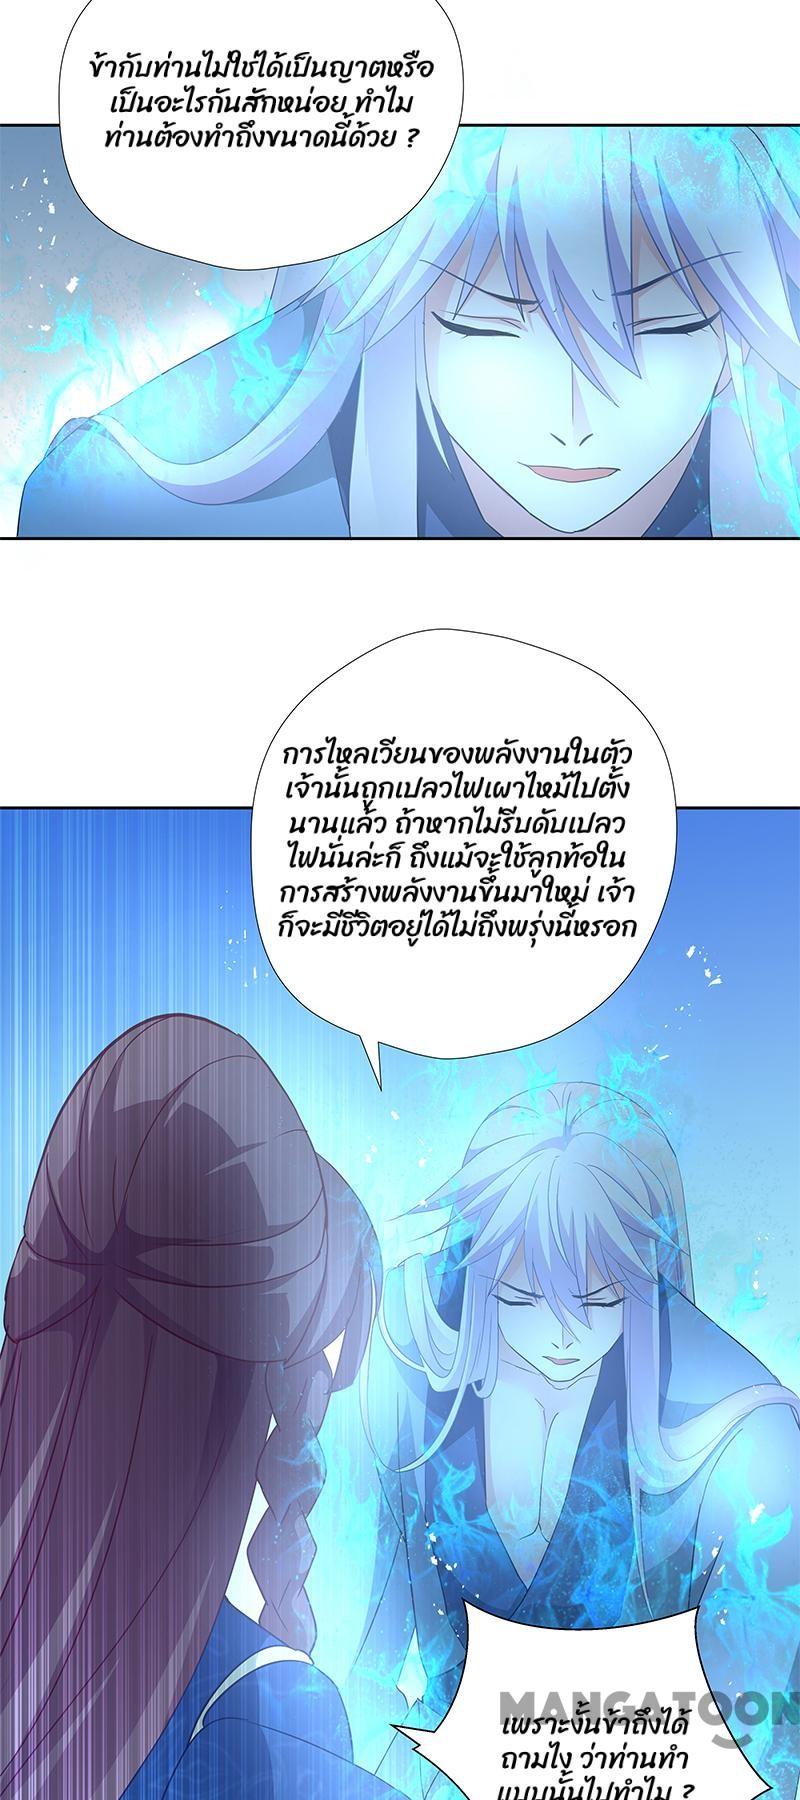 ข้ากับท่านไม่ใช่ได้เป็นญาตหรือ
เป็นอะไรกันสักหน่อย ทำไม
ท่านต้องทำถึงขนาดนี้ด้วย ?
การไหลเวียนของพลังงานในตัว
เจ้านั้นถูกเปลวไฟเผาไหม้ไปตั้ง
นานแล้ว ถ้าหากไม่รีบดับเปลว
ไฟนั่นล่ะก็ ถึงแม้จะใช้ลูกท้อใน
การสร้างพลังงานขึ้นมาใหม่ เจ้า
ก็จะมีชีวิตอยู่ได้ไม่ถึงพรุ่งนี้หรอก
MANGATOON
เพราะงั้นข้าถึงได้
ถามไง ว่าท่านทำ
แบบนั้นไปทำไม ?